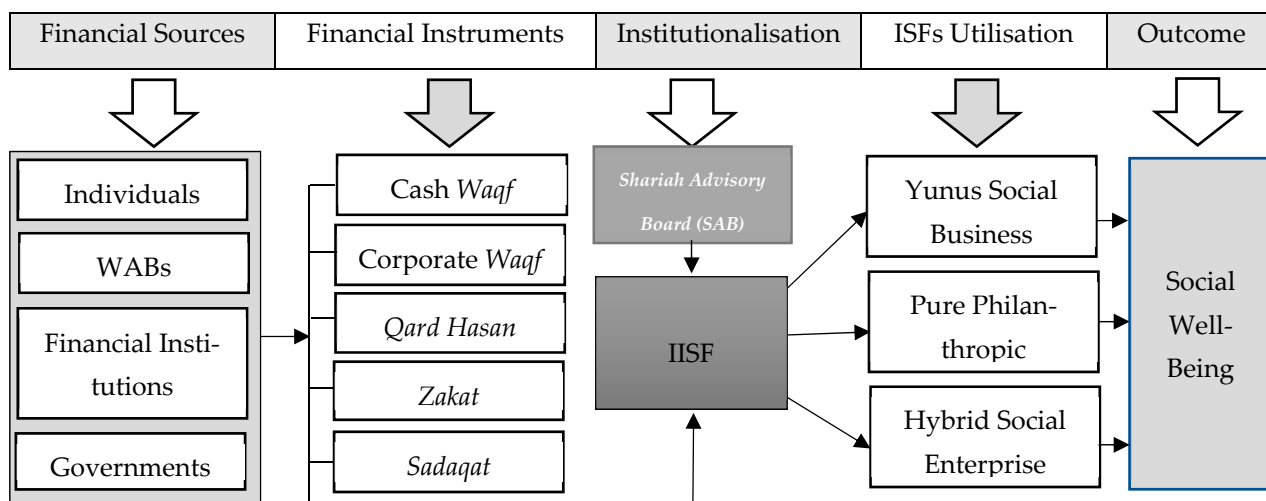 Financial Sources
Financial Instruments
Institutionalisation
ISFs Utilisation
Outcome
Individuals
WABs
Financial Insti-
tutions
Governments
Cash Waqf
Corporate Waqf
Qard Hasan
Zakat
Sadaqat
Shariah Advisory
Board (SAB)
IISF
Yunus Social
Business
Pure Philan-
thropic
Hybrid Social
Enterprise
Social
Well-
Being